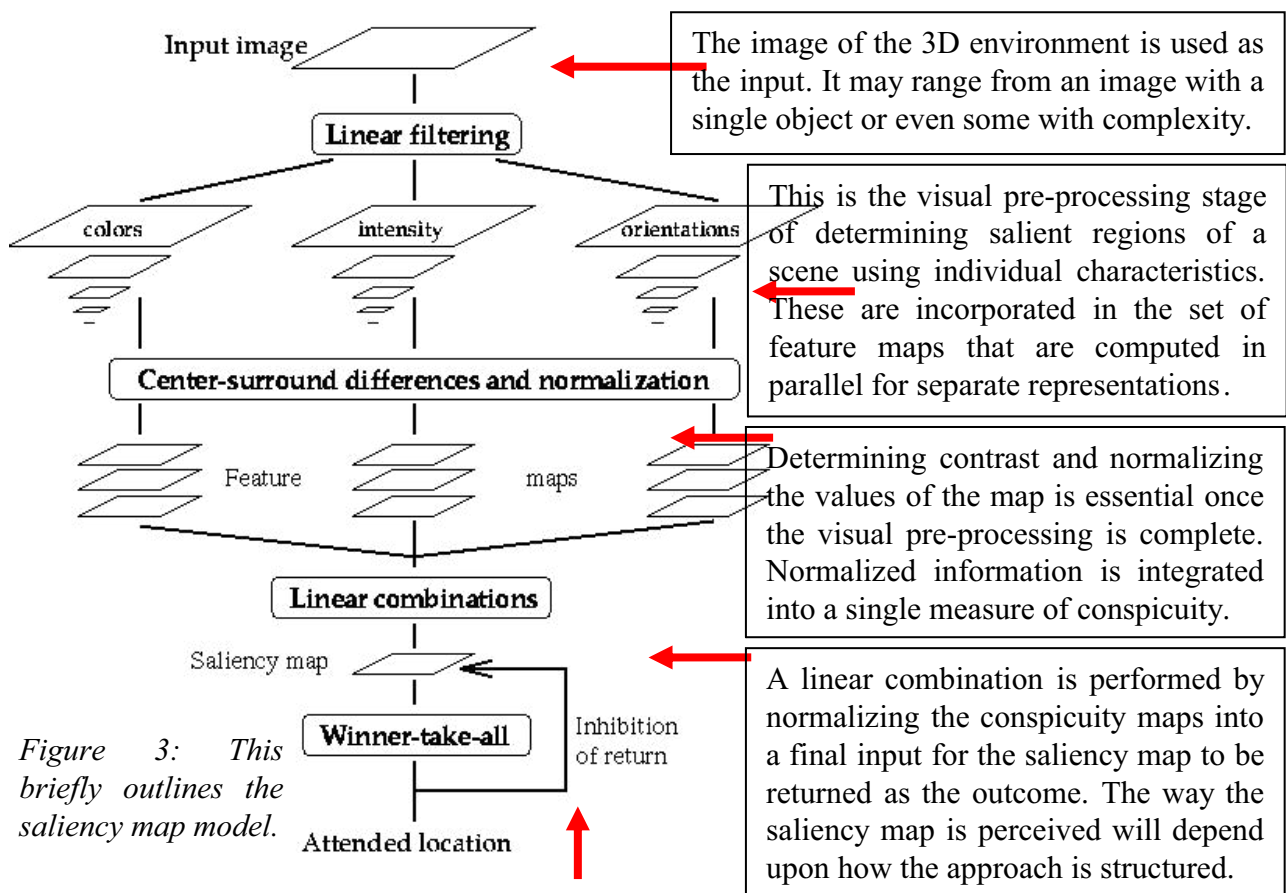 Input image
The image of the 3D environment is used as
the input. It may range from an image with a
single object or even some with complexity.
Linear filtering
colors
intensity
orientations
This is the visual pre-processing stage
of determining salient regions of a
scene using individual characteristics.
These are incorporated in the set of
feature maps that are computed in
parallel for separate representations.
Center-surround differences and normalization
Feature maps
Determining contrast and normalizing
the values of the map is essential once
the visual pre-processing is complete.
Normalized information is integrated
into a single measure of conspicuity.
Linear combinations
Saliency map
Winner-take-all
Inhibition
of return
Attended location
A linear combination is performed by
normalizing the conspicuity maps into
a final input for the saliency map to be
returned as the outcome. The way the
saliency map is perceived will depend
upon how the approach is structured.
Figure 3: This
briefly outlines the
saliency map model.